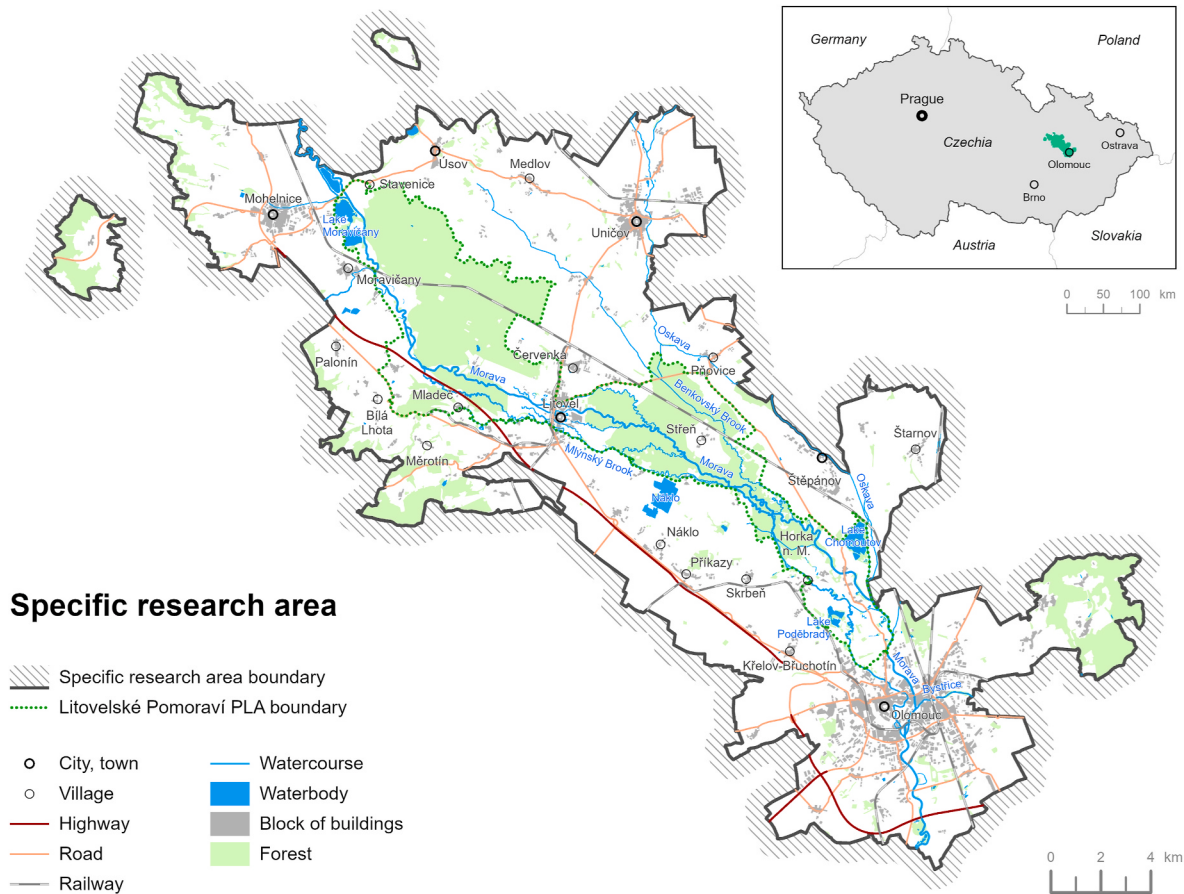 Germany
Poland
Prague
Czechia
Ostrava
Olomouc
Brno
Austria
Slovakia
0 50 100 km
Úsov
Medlov
Stavenice
Mohelnice
Lake
Moravičany
Uničov
Moravičany
Oskava
Palonín
Červenka
Pňovice
Morava
Benkovský Brook
Mladeč
Bílá
Lhota
Litovel
Střeň
Štarnov
Měrotín
Mlýnský Brook
Morava
Štěpánov
Oskava
Náklo
Náklo
Horka
n. M.
Lake
Chomoutov
Příkazy
Skrbeň
Lake
Poděbrady
Křelov-Břuchotín
Morava
Bystřice
Olomouc
Specific research area
Specific research area boundary
Litovelské Pomoraví PLA boundary
City, town
Watercourse
Village
Waterbody
Highway
Block of buildings
Road
Forest
Railway
0 2 4 km